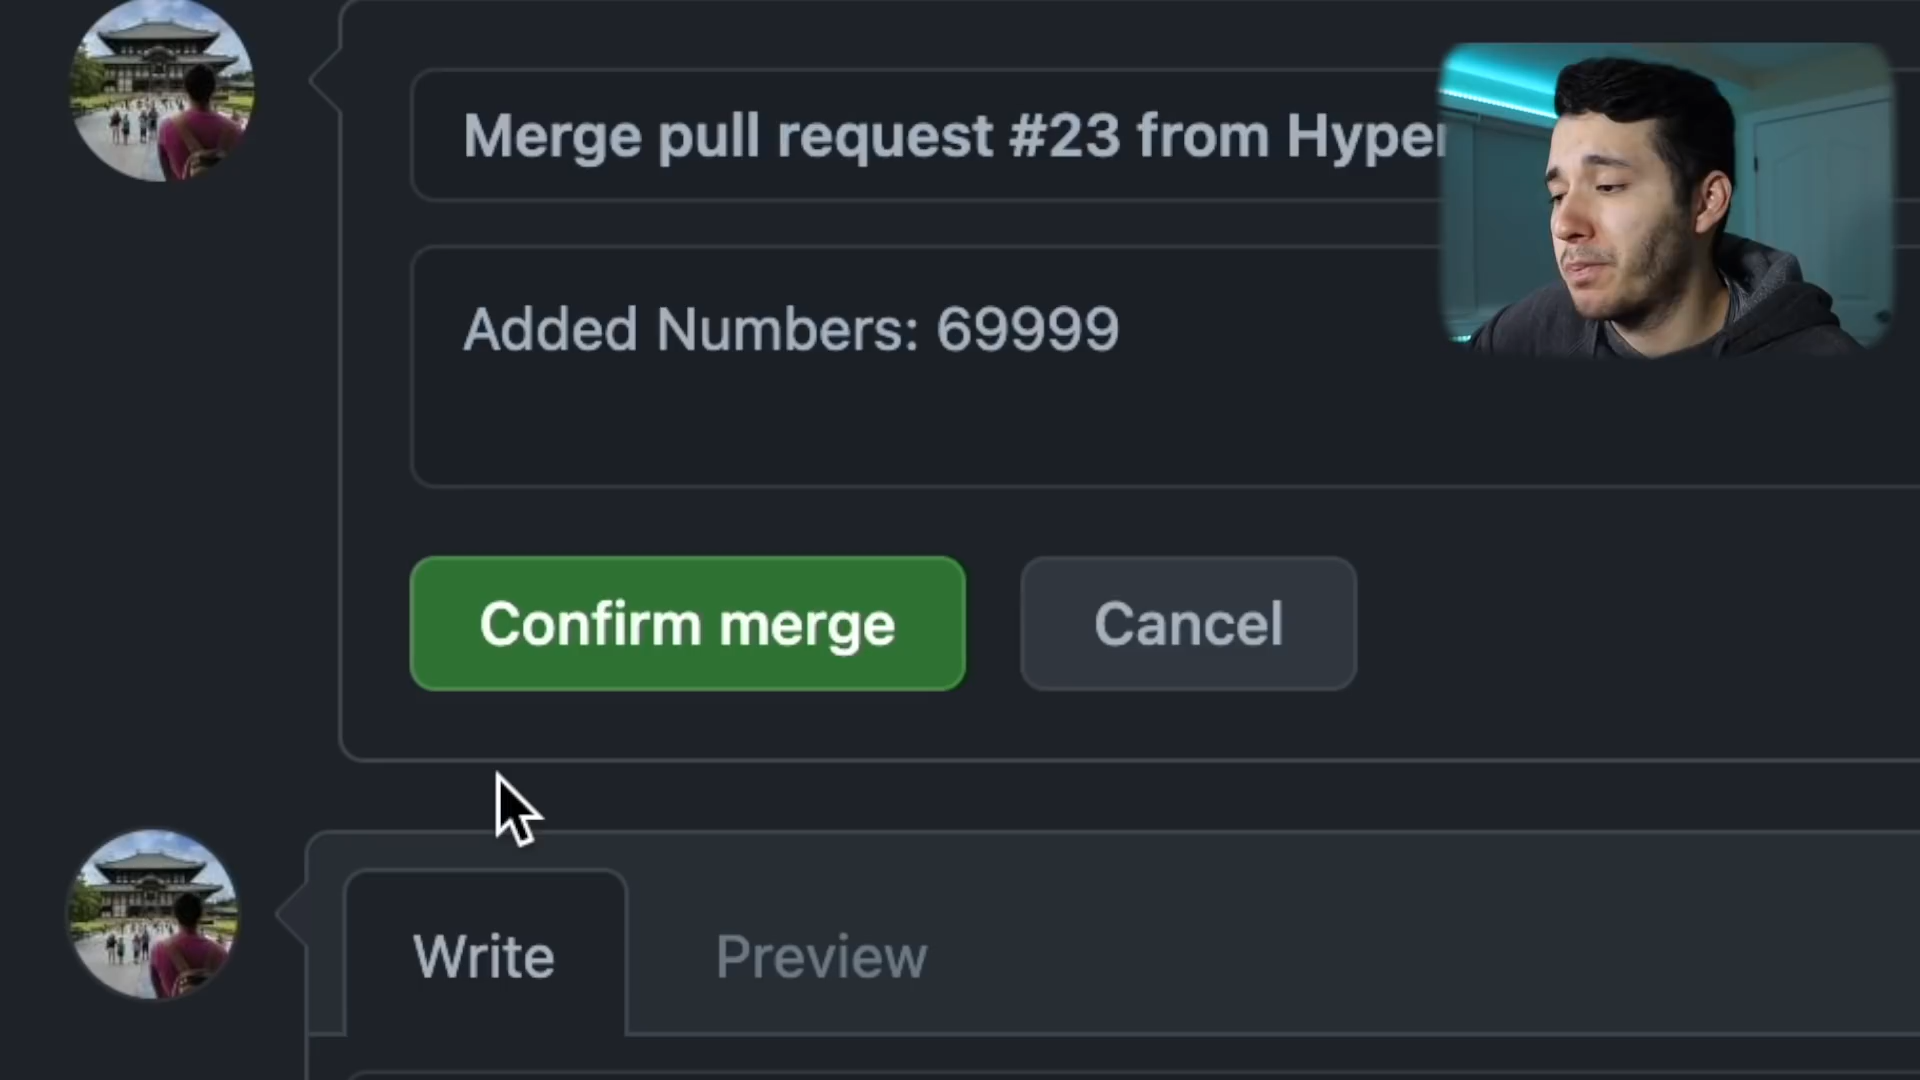 Merge pull request #23 from Hyper
Added Numbers: 69999
Confirm merge
Cancel
Write
Preview